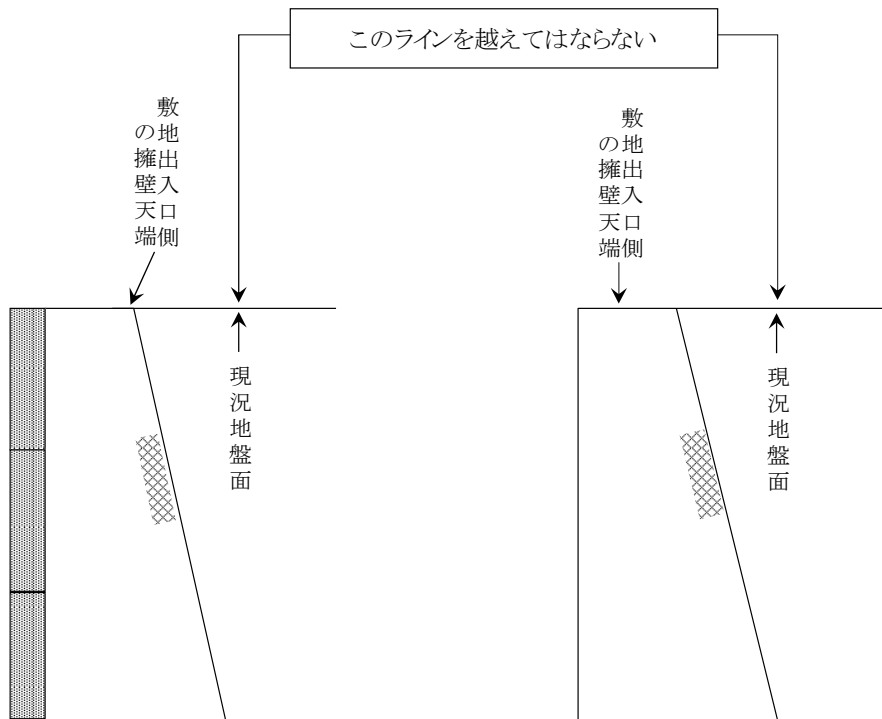 このラインを越えてはならない
敷地出入口側
の擁壁天端
敷地出入口側
の擁壁天端
現況地盤面
現況地盤面